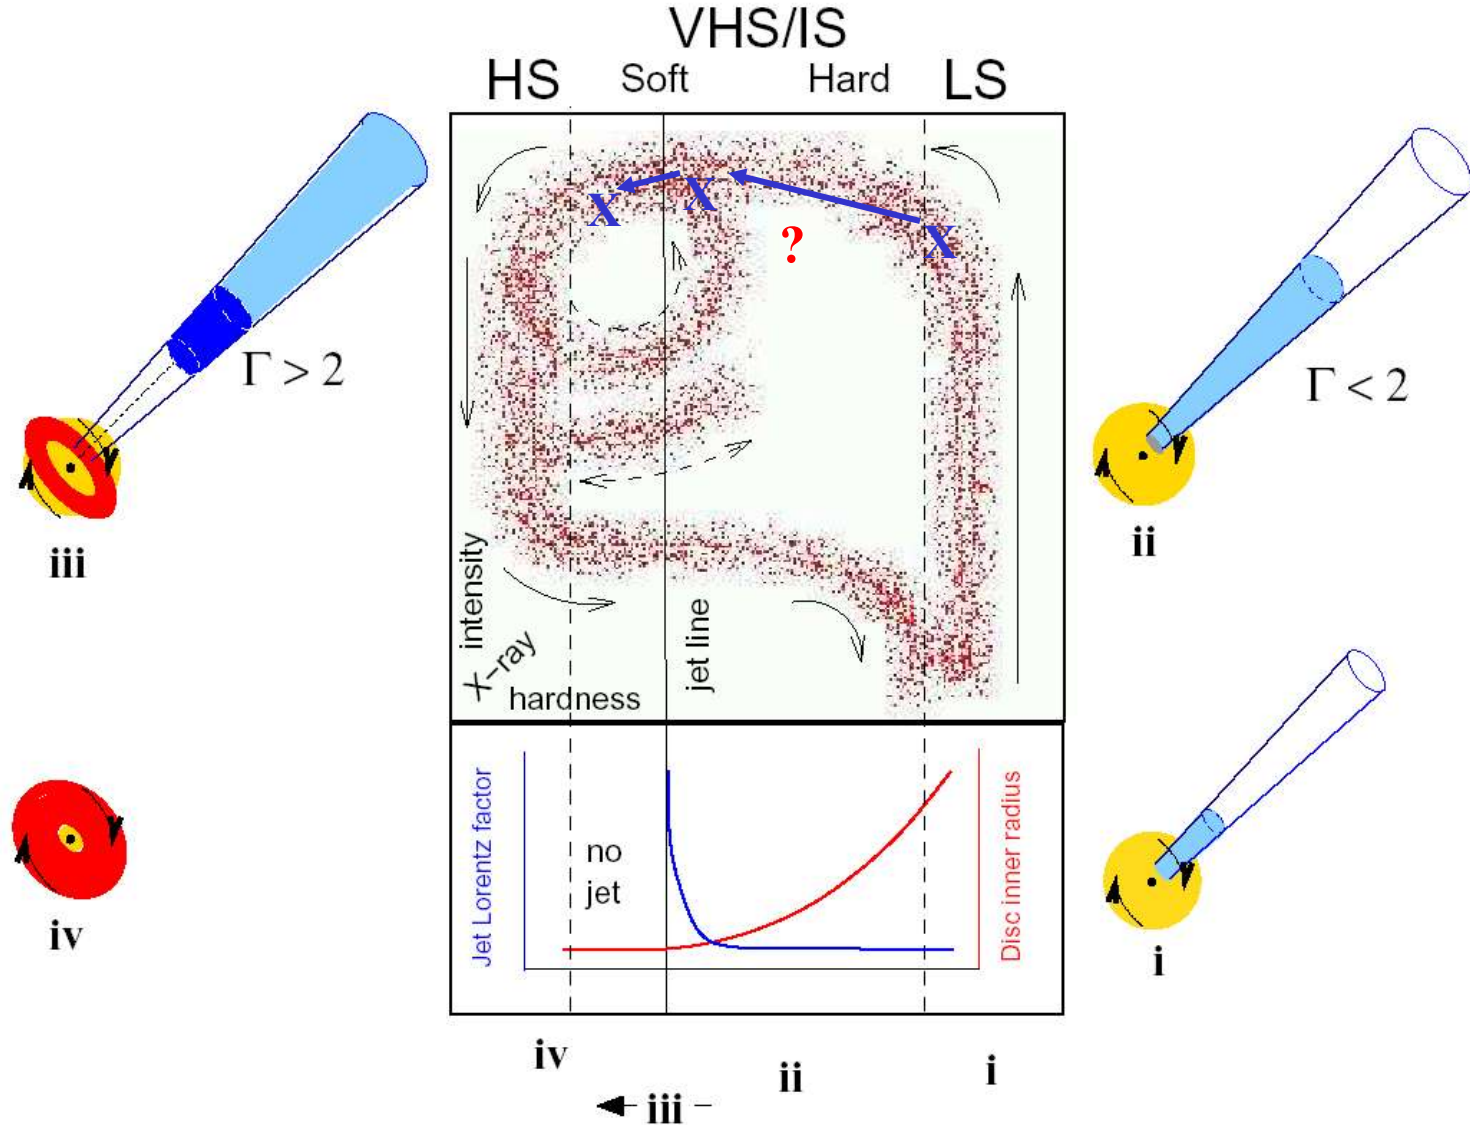 VHS/IS
HS
Soft
Hard
LS
X
X
X
?
Γ > 2
Γ < 2
iii
ii
intensity
X-ray
hardness
jet line
Jet Lorentz factor
no
jet
Disc inner radius
iv
i
iv
ii
i
iii